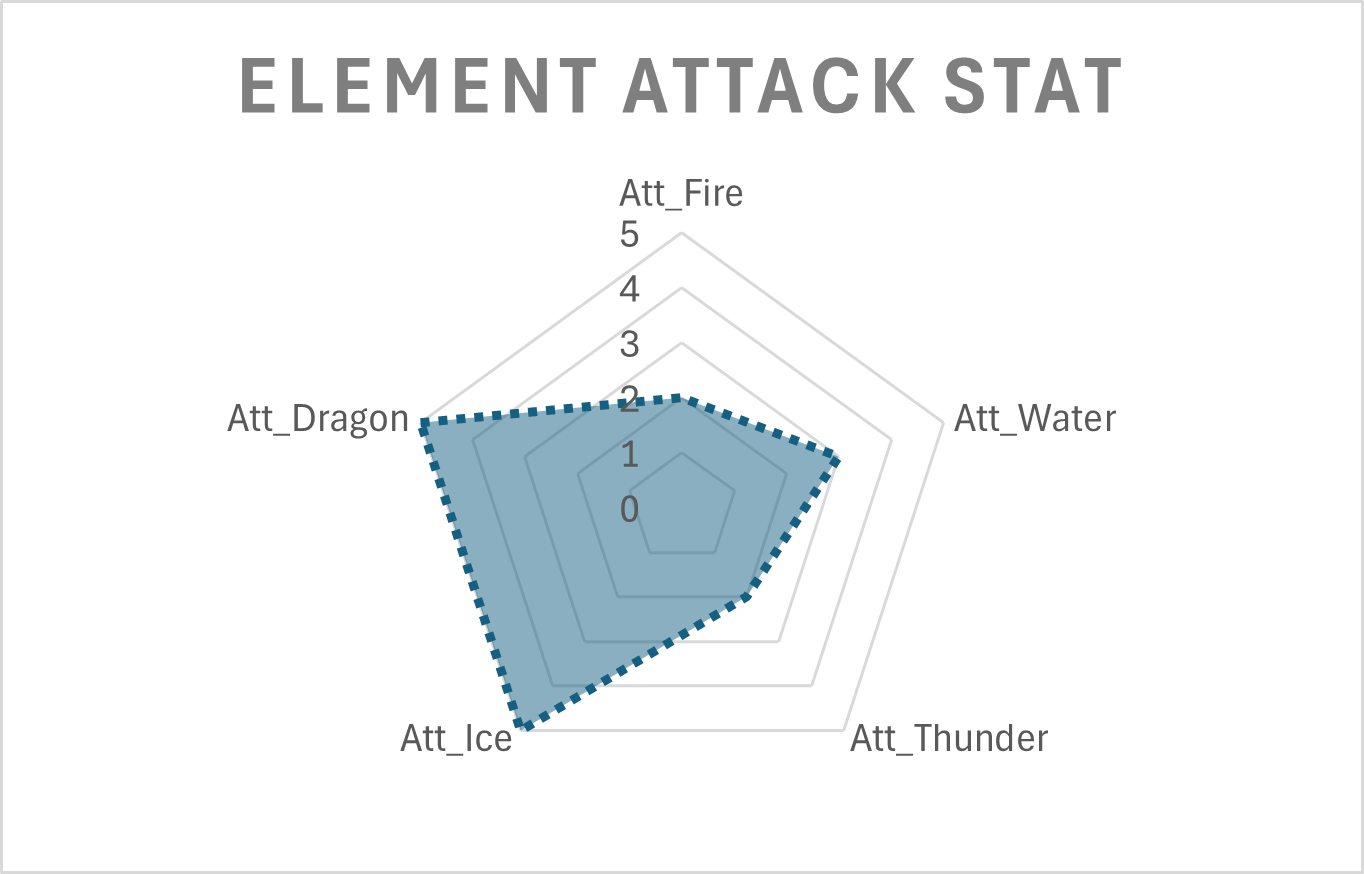 ELEMENT ATTACK STAT
Att_Fire
5
4
3
2
1
0
Att_Dragon
Att_Water
Att_Ice
Att_Thunder